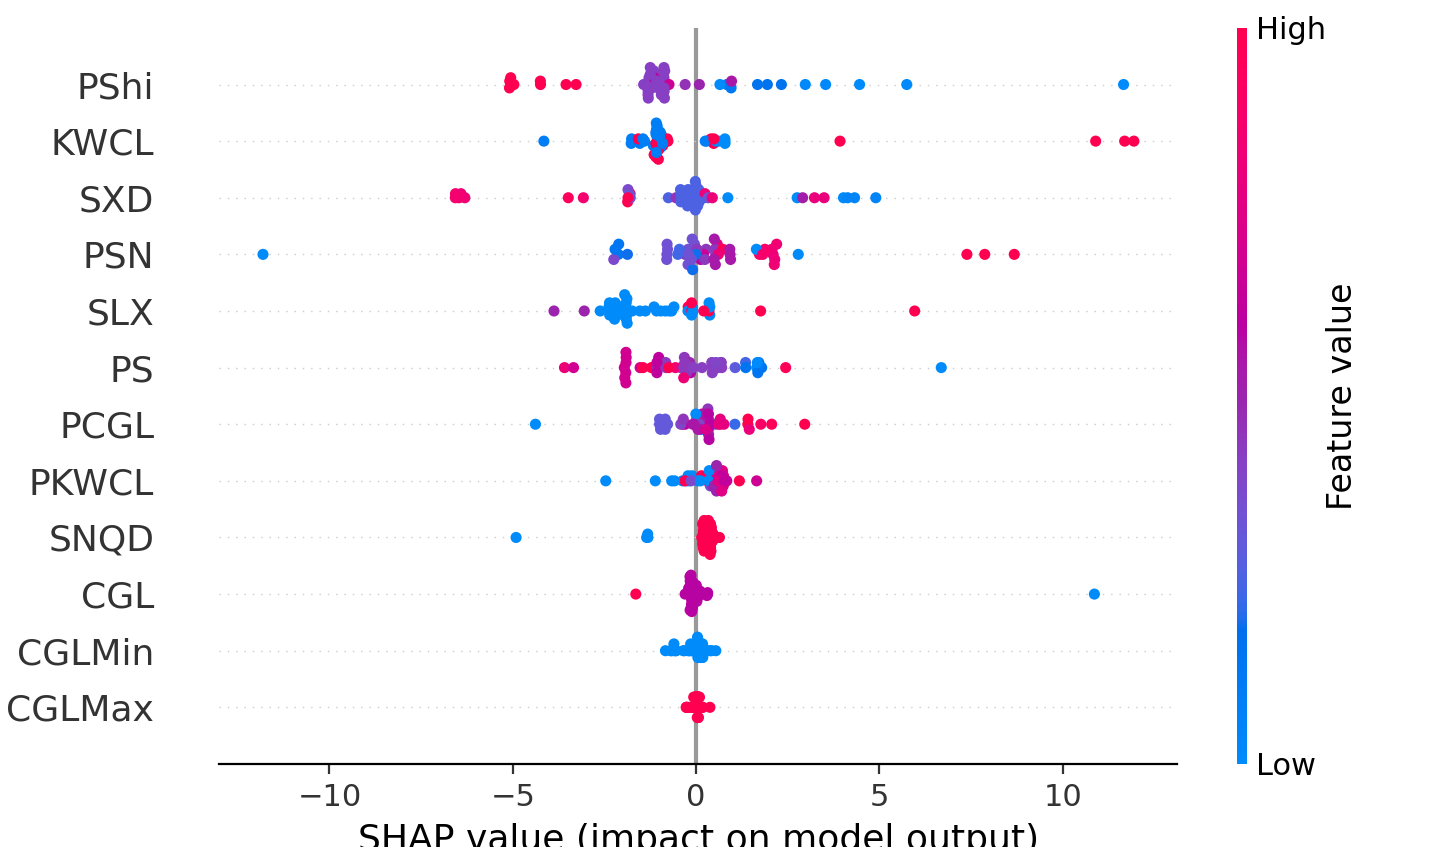 High
PShi
KWCL
SXD
PSN
SLX
PS
PCGL
PKWCL
SNQD
CGL
CGLMin
CGLMax
Feature value
Low
−10
−5
0
5
10
SHAP value (impact on model output)